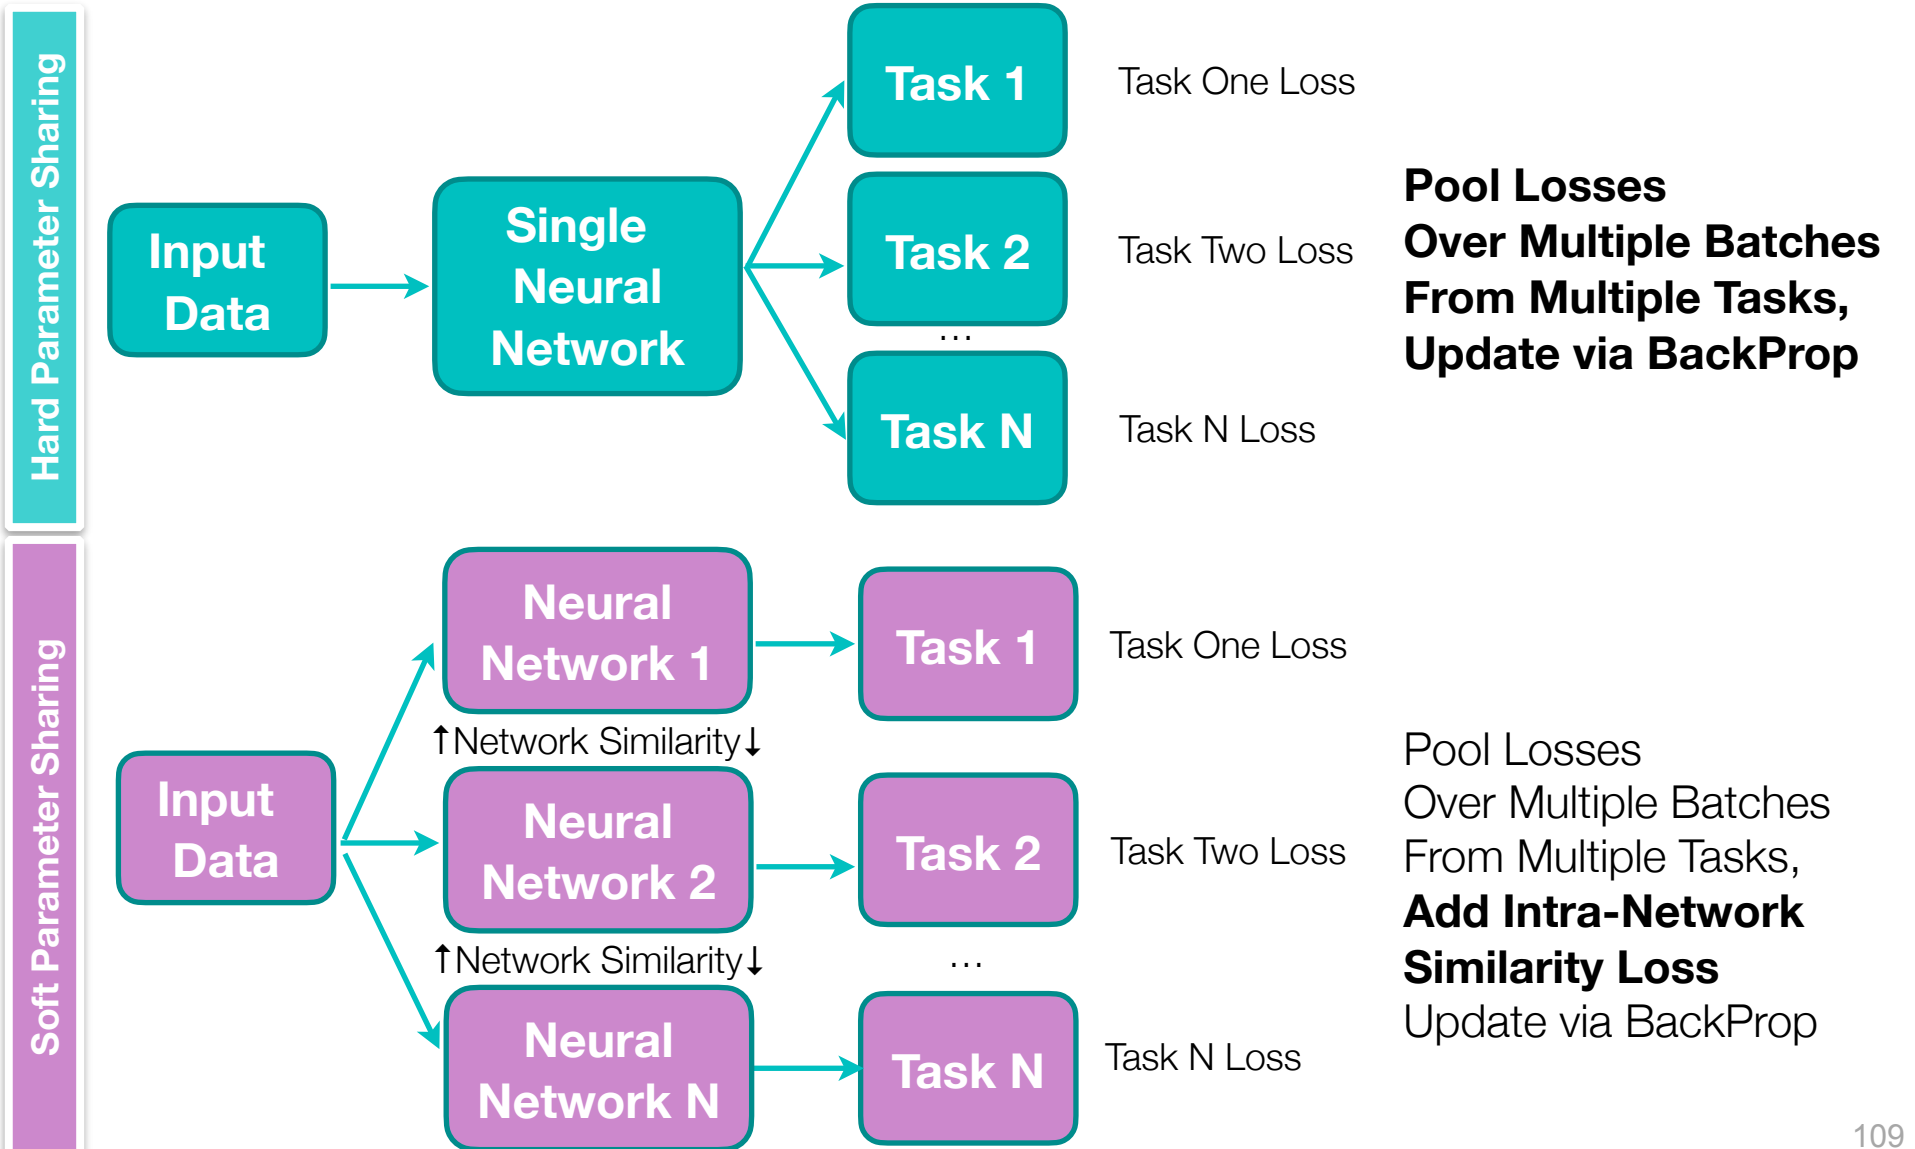 Hard Parameter Sharing
Input
Data
Single
Neural
Network
Task 1
Task 2
...
Task N
Task One Loss
Task Two Loss
Task N Loss
Pool Losses
Over Multiple Batches
From Multiple Tasks,
Update via BackProp
Soft Parameter Sharing
Input
Data
Neural
Network 1
↑Network Similarity↓
Neural
Network 2
↑Network Similarity↓
Neural
Network N
Task 1
Task 2
...
Task N
Task One Loss
Task Two Loss
Task N Loss
Pool Losses
Over Multiple Batches
From Multiple Tasks,
Add Intra-Network
Similarity Loss
Update via BackProp
109